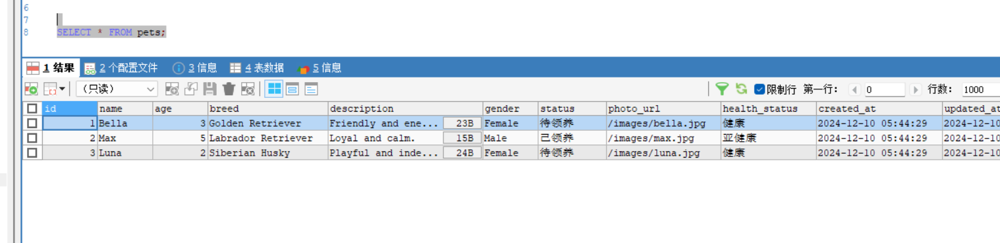 6
7
8 SELECT * FROM pets;
1 结果 2 个配置文件 3 信息 4 表数据 5 信息
(只读) 限制行 第一行: 0 行数: 1000
id name age breed description gender status photo_url health_status created_at updated_at
1 Bella 3 Golden Retriever Friendly and ene... 23B Female 待领养 /images/bella.jpg 健康 2024-12-10 05:44:29 2024-12-10
2 Max 5 Labrador Retriever Loyal and calm. 15B Male 已领养 /images/max.jpg 亚健康 2024-12-10 05:44:29 2024-12-10
3 Luna 2 Siberian Husky Playful and inde... 24B Female 待领养 /images/luna.jpg 健康 2024-12-10 05:44:29 2024-12-10